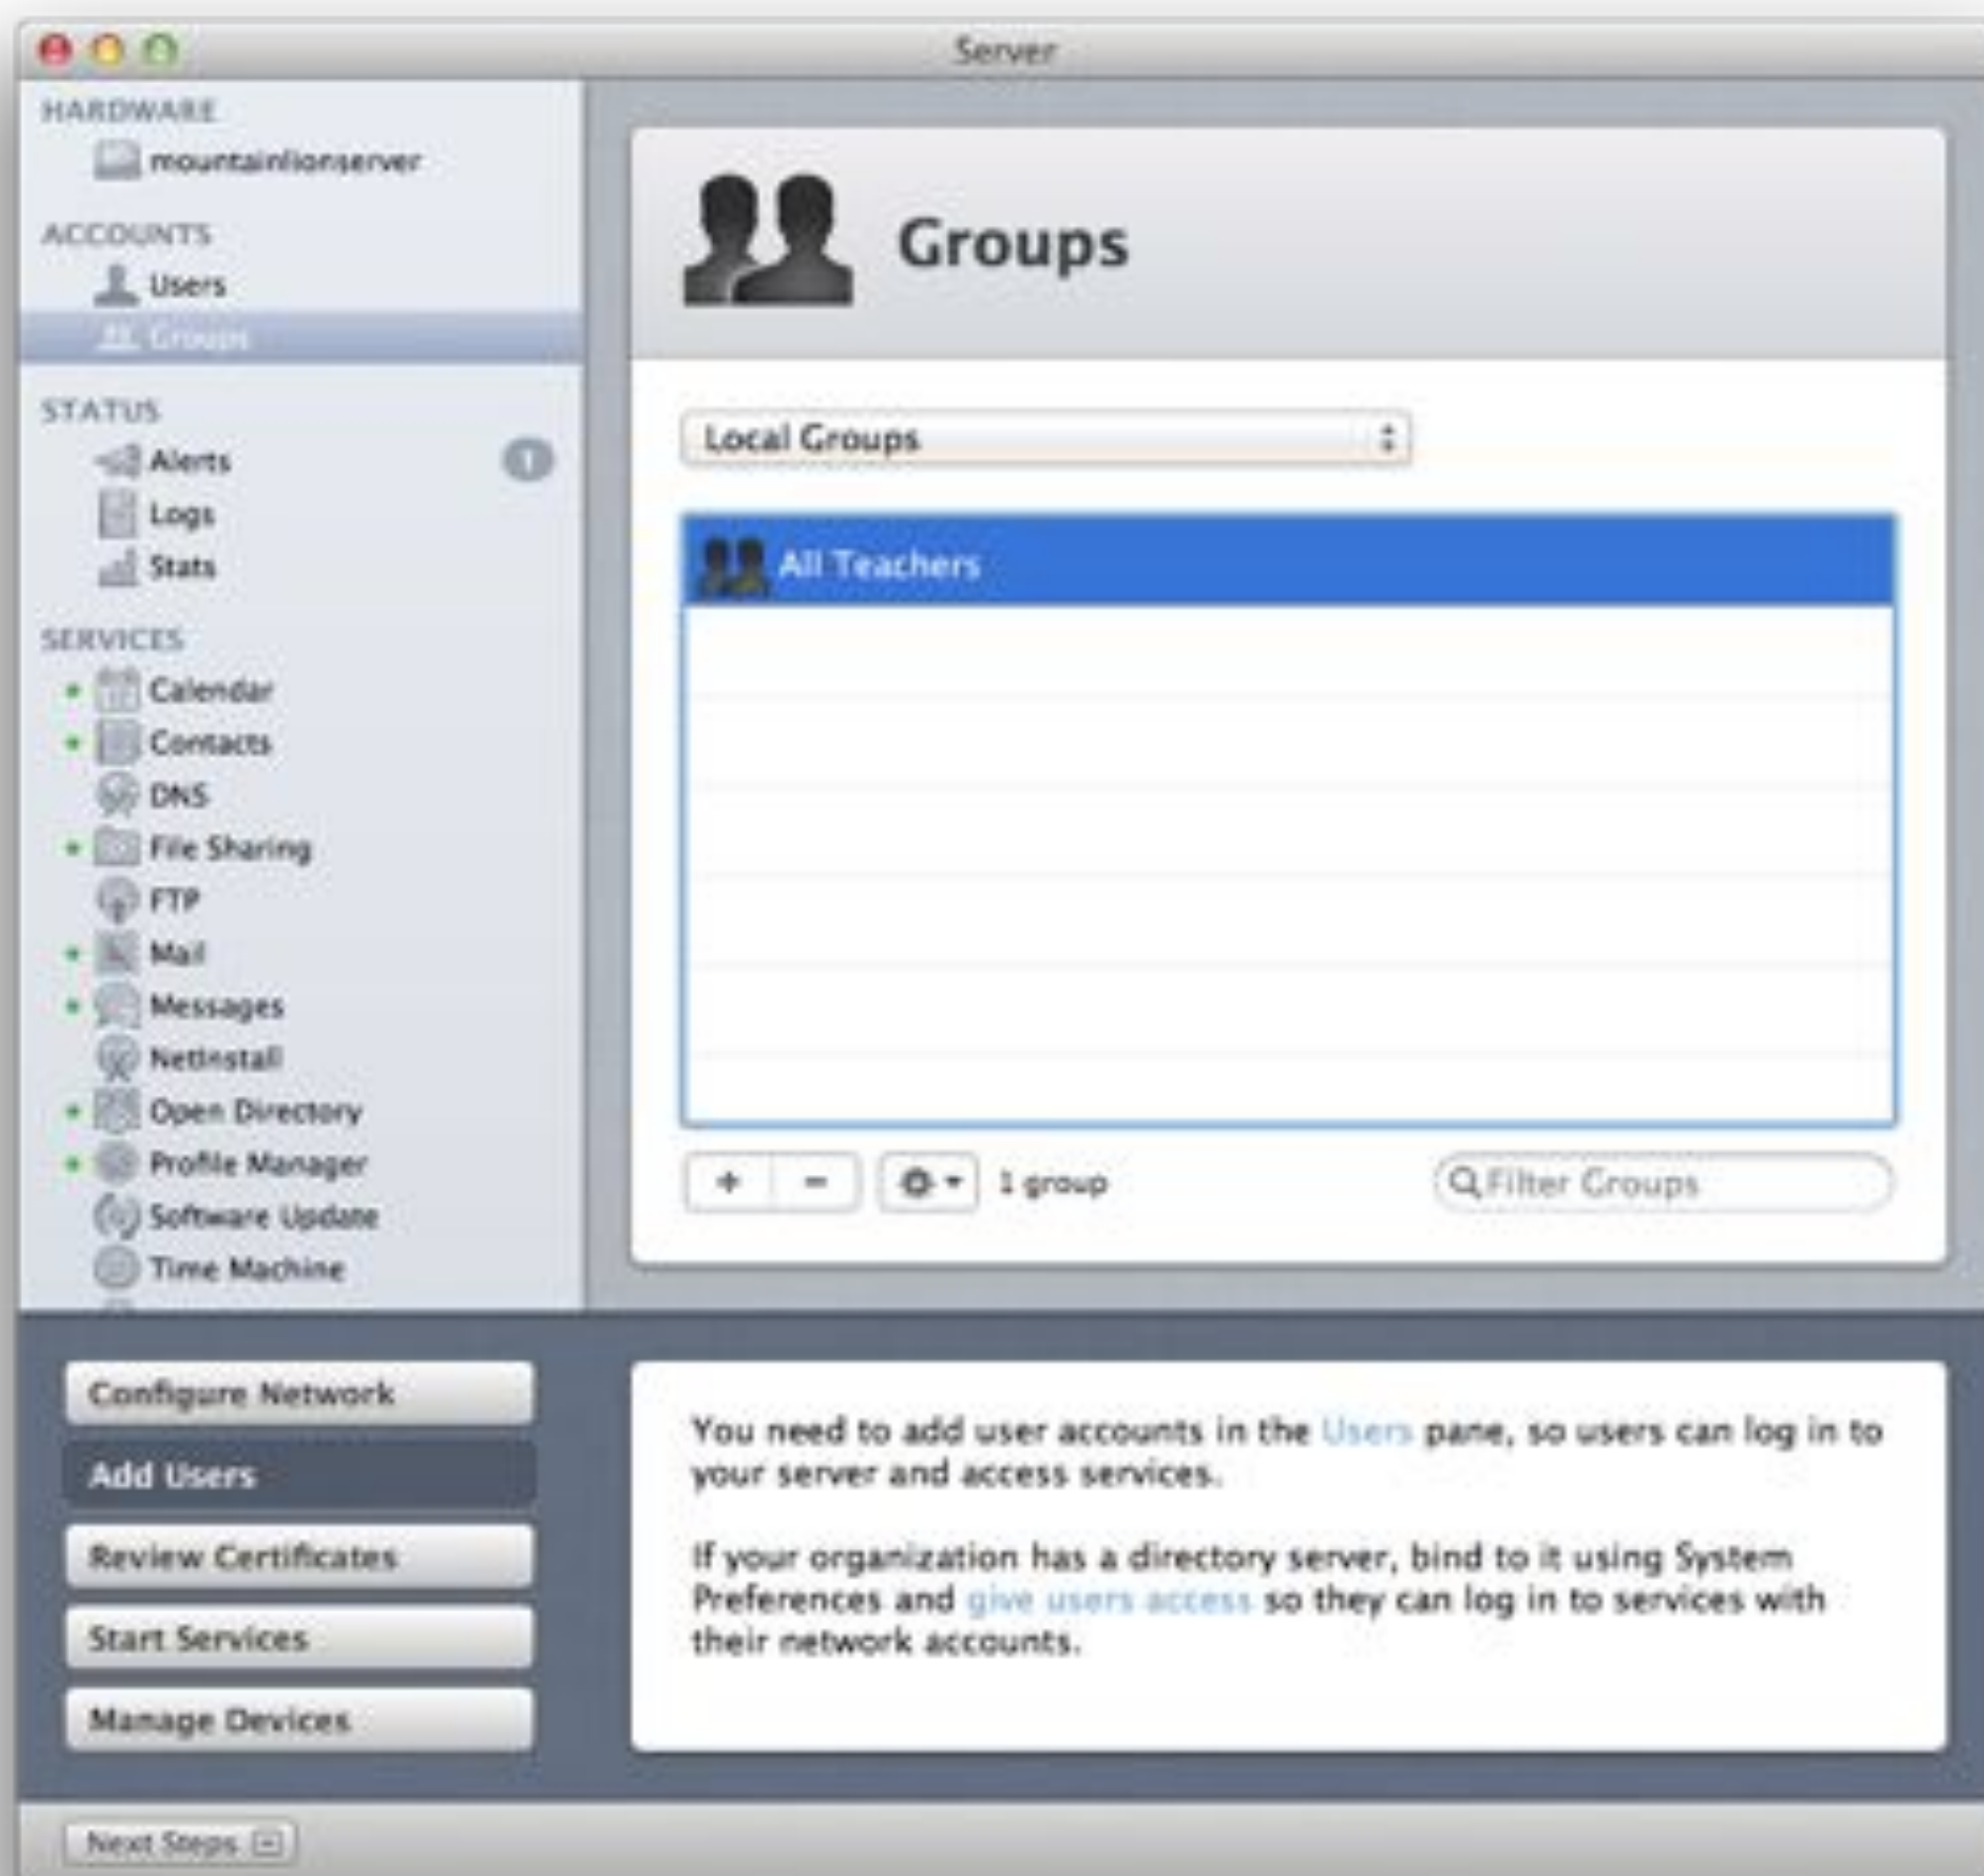 Server
HARDWARE
mountainlionserver
ACCOUNTS
Users
Groups
STATUS
Alerts 1
Logs
Stats
SERVICES
Calendar
Contacts
DNS
File Sharing
FTP
Mail
Messages
NetInstall
Open Directory
Profile Manager
Software Update
Time Machine
Groups
Local Groups
All Teachers
+ − 1 group Filter Groups
Configure Network
Add Users
Review Certificates
Start Services
Manage Devices
You need to add user accounts in the Users pane, so users can log in to
your server and access services.
If your organization has a directory server, bind to it using System
Preferences and give users access so they can log in to services with
their network accounts.
Next Steps